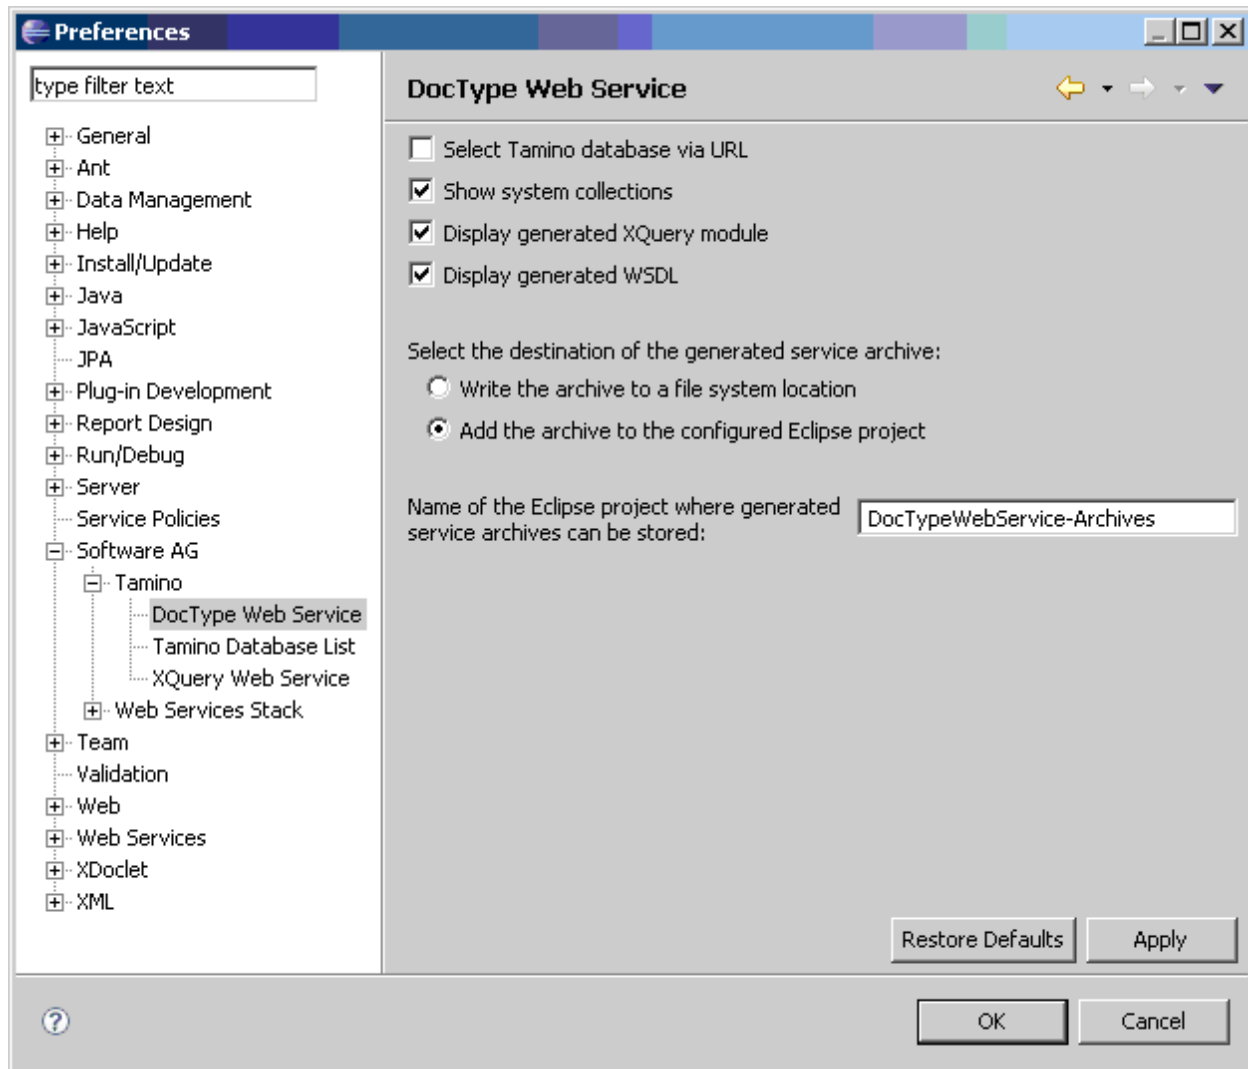 Preferences
type filter text
General
Ant
Data Management
Help
Install/Update
Java
JavaScript
JPA
Plug-in Development
Report Design
Run/Debug
Server
Service Policies
Software AG
Tamino
DocType Web Service
Tamino Database List
XQuery Web Service
Web Services Stack
Team
Validation
Web
Web Services
XDoclet
XML
DocType Web Service
Select Tamino database via URL
Show system collections
Display generated XQuery module
Display generated WSDL
Select the destination of the generated service archive:
Write the archive to a file system location
Add the archive to the configured Eclipse project
Name of the Eclipse project where generated
service archives can be stored:
DocTypeWebService-Archives
Restore Defaults
Apply
?
OK
Cancel